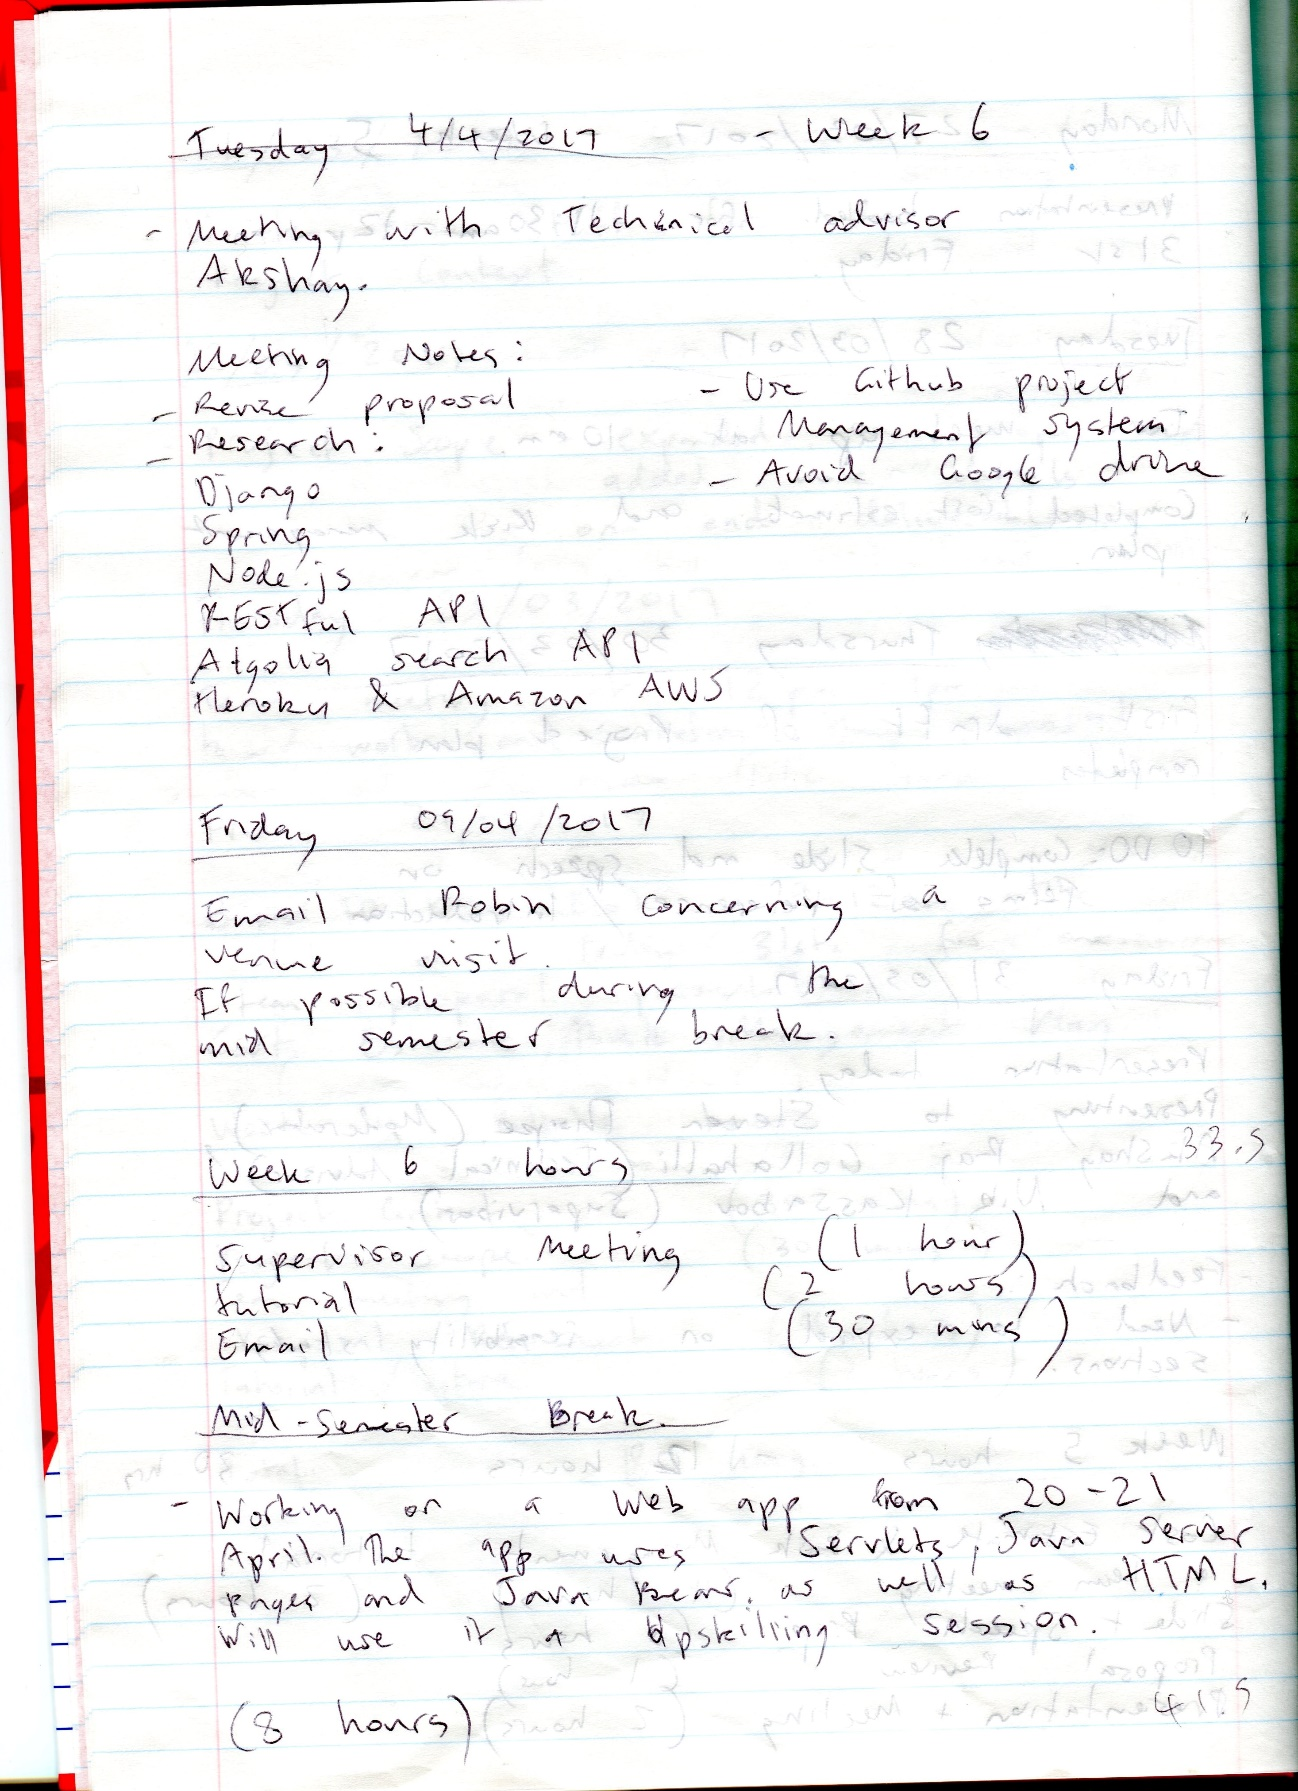 Tuesday 4/4/2017 - Week 6
- Meeting with Techinical advisor
Akshay.
Meeting Notes:
- Revise proposal
- Research:
Django
Spring
Node.js
RESTful API
Algolia search API
Heroku & Amazon AWS
- Use Github project
Management system
- Avoid Google drive
Friday 09/04/2017
Email Robin concerning a
venue visit.
If possible during the
mid semester break.
Week 6 hours 33.5
Supervisor Meeting (1 hour)
tutorial (2 hours)
Email (30 mins)
Mid-Semester Break.
- Working on a Web app from 20-21
April. The app uses Servlets, Java Server
pages and Java Beans. as well as HTML.
Will use it a Upskilling session.
(8 hours) 41.5